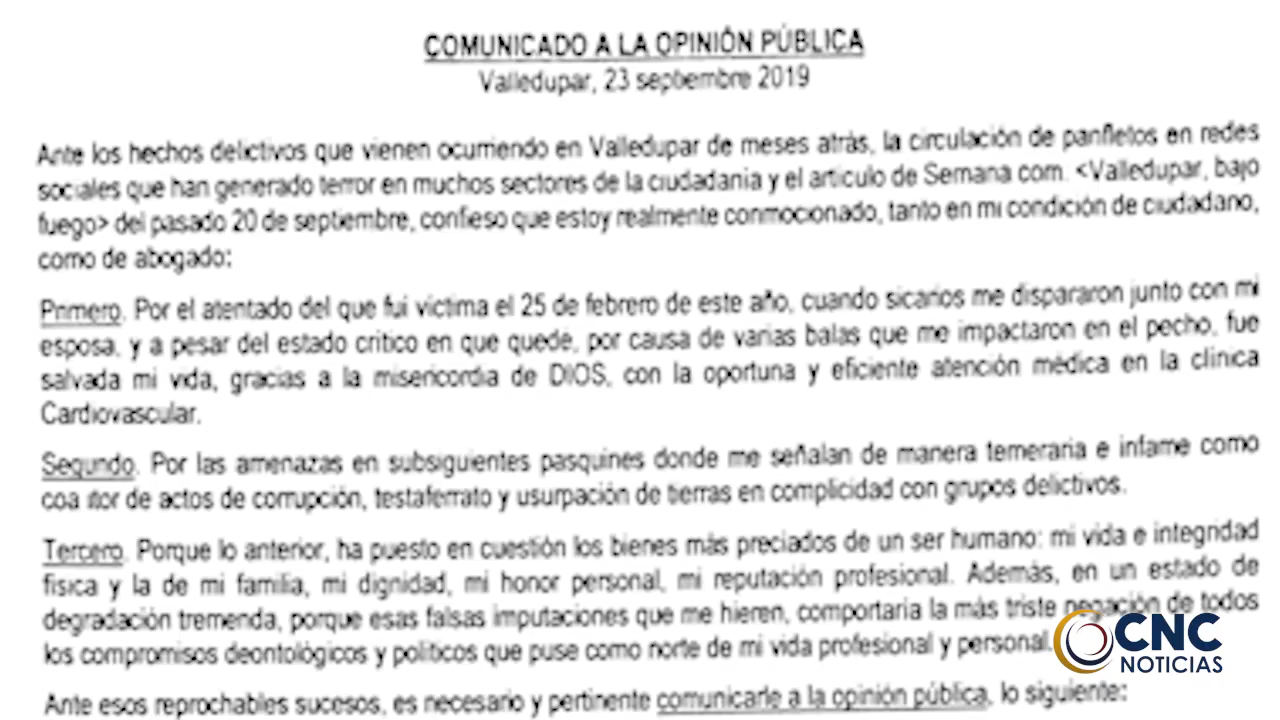 COMUNICADO A LA OPINIÓN PÚBLICA
Valledupar, 23 septiembre 2019
Ante los hechos delictivos que vienen ocurriendo en Valledupar de meses atrás, la circulación de panfletos en redes
sociales que han generado terror en muchos sectores de la ciudadania y el articulo de Semana com. <Valledupar, bajo
fuego> del pasado 20 de septiembre, confieso que estoy realmente conmocionado, tanto en mi condición de ciudadano,
como de abogado:
Primero. Por el atentado del que fui victima el 25 de febrero de este año, cuando sicarios me dispararon junto con mi
esposa, y a pesar del estado critico en que quedé, por causa de varias balas que me impactaron en el pecho, fue
salvada mi vida, gracias a la misericordia de DIOS, con la oportuna y eficiente atención médica en la clinica
Cardiovascular.
Segundo. Por las amenazas en subsiguientes pasquines donde me señalan de manera temeraria e infame como
de actos de corrupción, testaferrato y usurpación de tierras en complicidad con grupos delictivos.
Tercero. Porque lo anterior, ha puesto en cuestión los bienes más preciados de un ser humano: mi vida e integridad
fisica y la de mi familia, mi dignidad, mi honor personal, mi reputación profesional. Además, en un estado de
degradación tremenda, porque esas falsas imputaciones que me hieren, comportaria la más triste negación de todos
los compromisos deontológicos y politicos que puse como norte de mi vida profesional y personal.
Ante esos reprochables sucesos, es necesario y pertinente comunicarle a la opinión pública, lo siguiente:
CNC
NOTICIAS